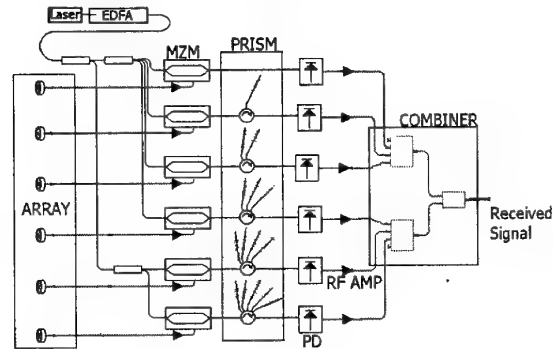 Laser
EDFA
MZM
PRISM
COMBINER
ARRAY
Received
Signal
RF AMP
PD